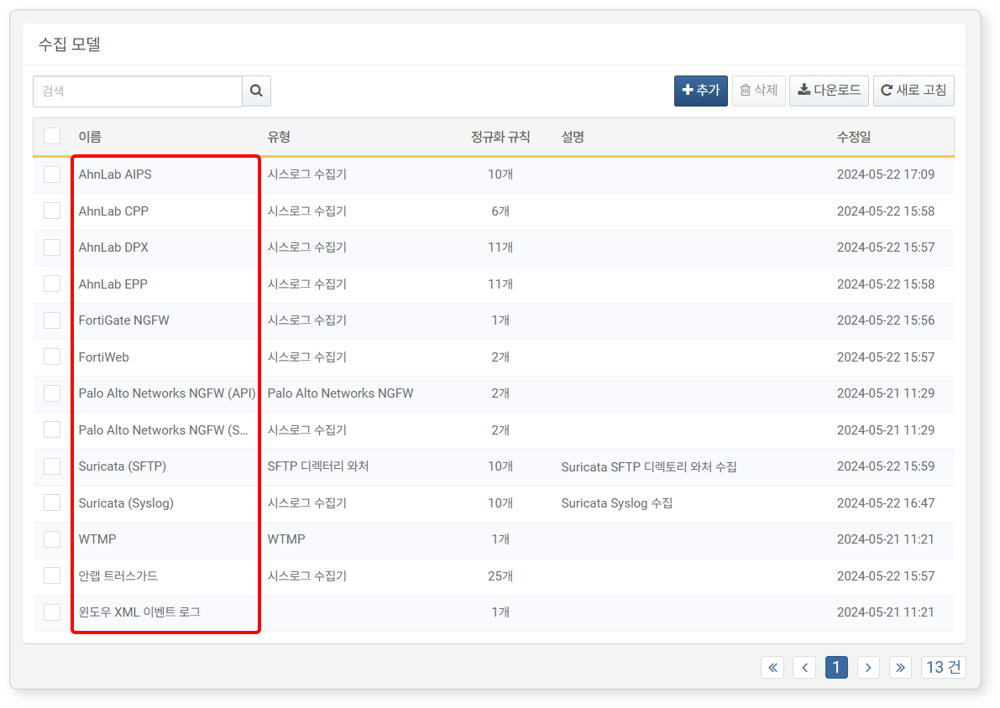 수집 모델
검색
추가 삭제 다운로드 새로 고침
이름 유형 정규화 규칙 설명 수정일
AhnLab AIPS 시스로그 수집기 10개 2024-05-22 17:09
AhnLab CPP 시스로그 수집기 6개 2024-05-22 15:58
AhnLab DPX 시스로그 수집기 11개 2024-05-22 15:57
AhnLab EPP 시스로그 수집기 11개 2024-05-22 15:58
FortiGate NGFW 시스로그 수집기 1개 2024-05-22 15:56
FortiWeb 시스로그 수집기 2개 2024-05-22 15:57
Palo Alto Networks NGFW (API) Palo Alto Networks NGFW 2개 2024-05-21 11:29
Palo Alto Networks NGFW (S... 시스로그 수집기 2개 2024-05-21 11:29
Suricata (SFTP) SFTP 디렉터리 와처 10개 Suricata SFTP 디렉토리 와처 수집 2024-05-22 15:59
Suricata (Syslog) 시스로그 수집기 10개 Suricata Syslog 수집 2024-05-22 16:47
WTMP WTMP 1개 2024-05-21 11:21
안랩 트러스가드 시스로그 수집기 25개 2024-05-22 15:57
윈도우 XML 이벤트 로그 1개 2024-05-21 11:21
« ‹ 1 › » 13 건